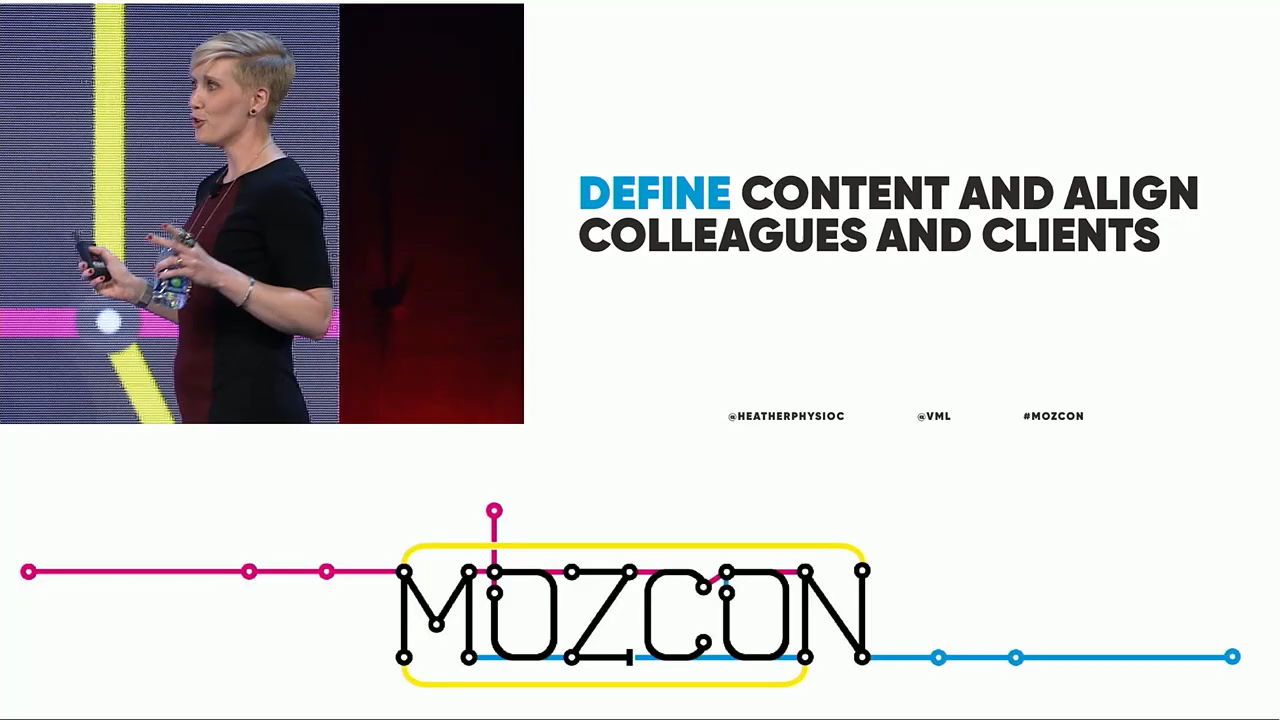 DEFINE CONTENT AND ALIGN
COLLEAGUES AND CLIENTS
@HEATHERPHYSIOC @VML #MOZCON
MOZCON